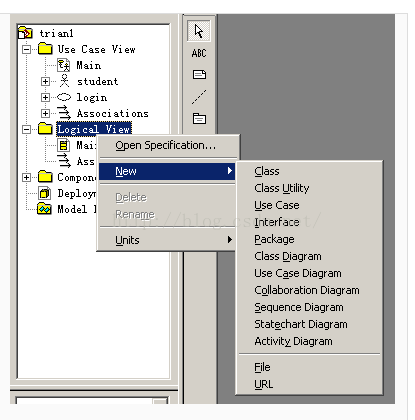 trian1
Use Case View
Main
student
login
Associations
Logical View
Mai
Ass
Compone
Deploym
Model
ABC
Open Specification...
New
Delete
Rename
Units
Class
Class Utility
Use Case
Interface
Package
Class Diagram
Use Case Diagram
Collaboration Diagram
Sequence Diagram
Statechart Diagram
Activity Diagram
File
URL